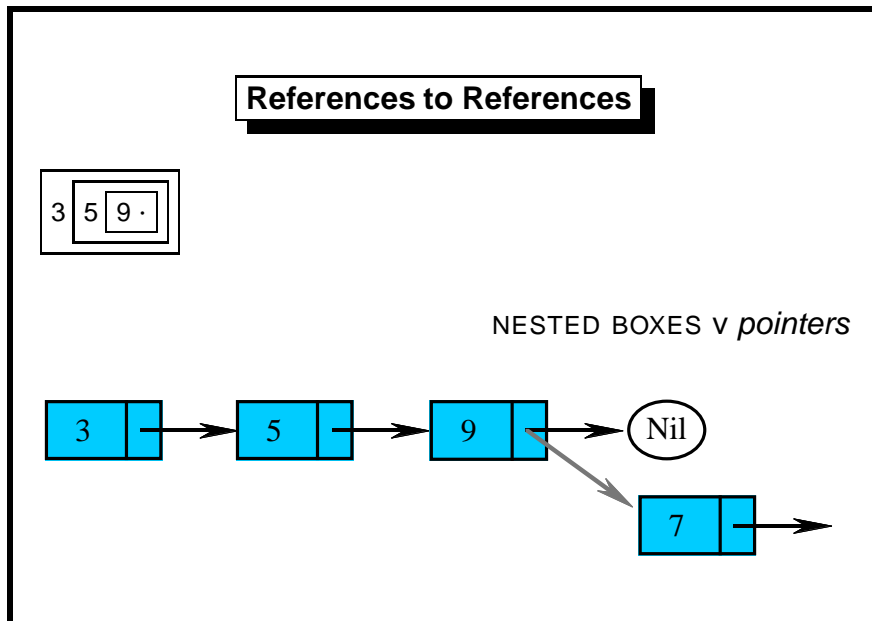 References to References
3 5 9 ·
NESTED BOXES v pointers
3 5 9 Nil
7